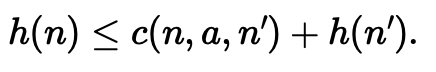 h(n) ≤ c(n, a, n′) + h(n′).